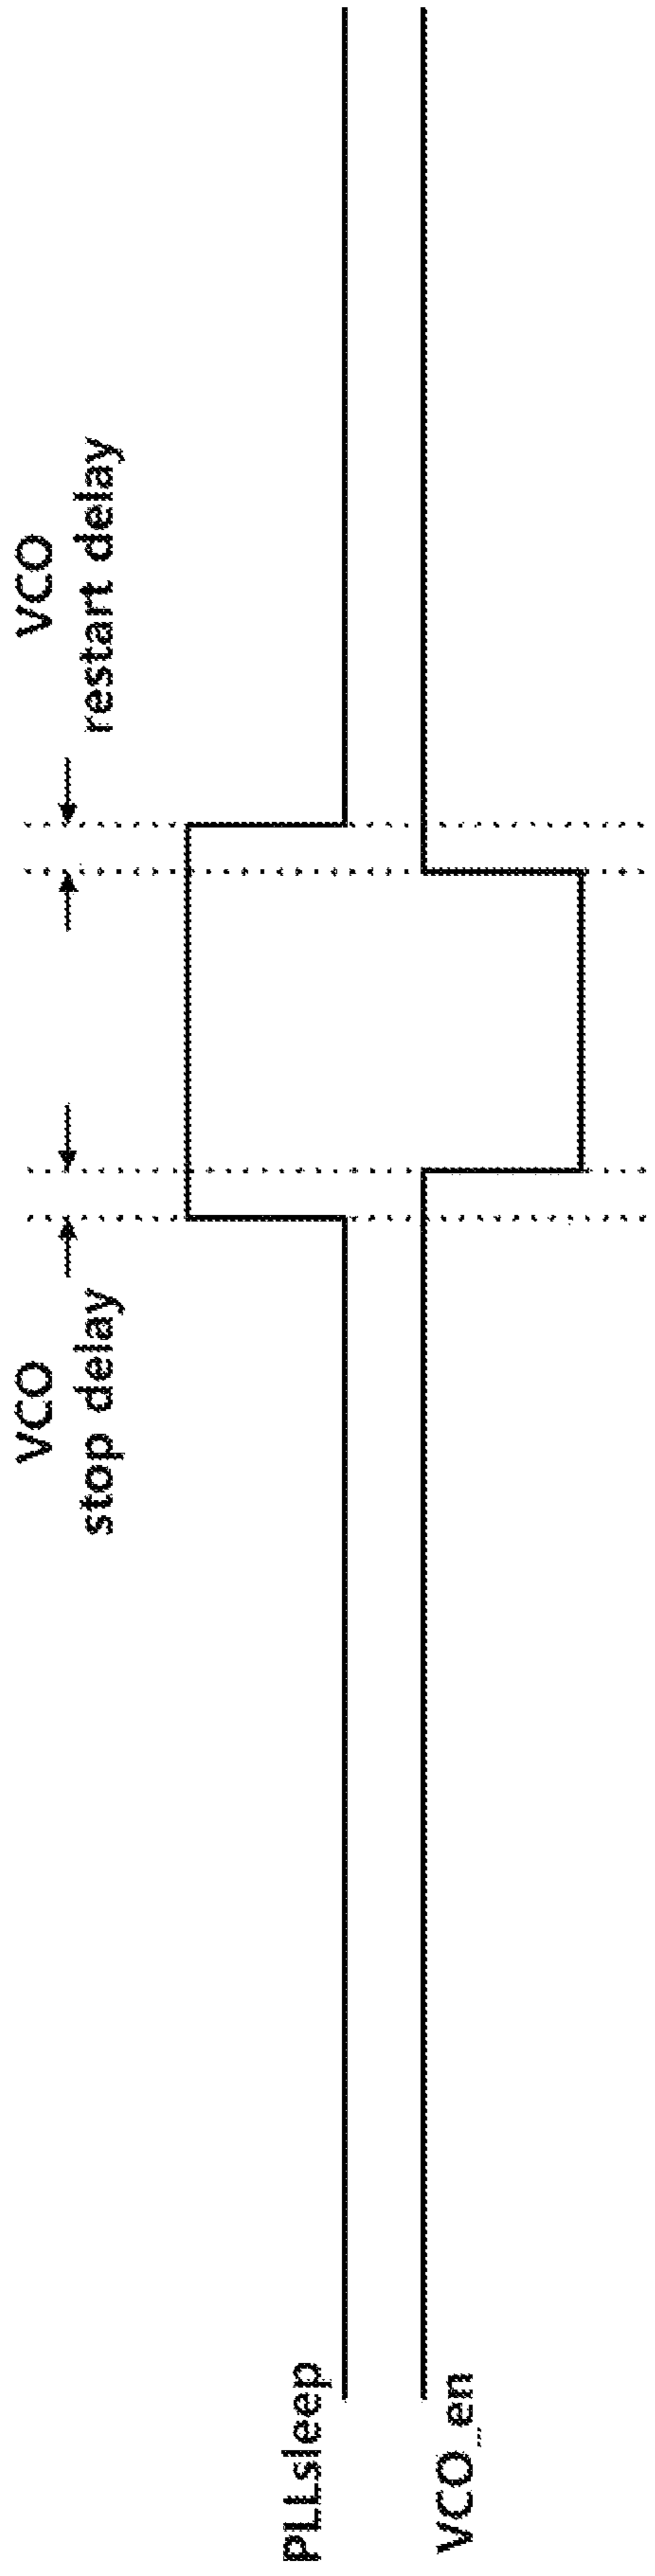 VCO
stop delay
VCO
restart delay
PLLsleep
VCO_en